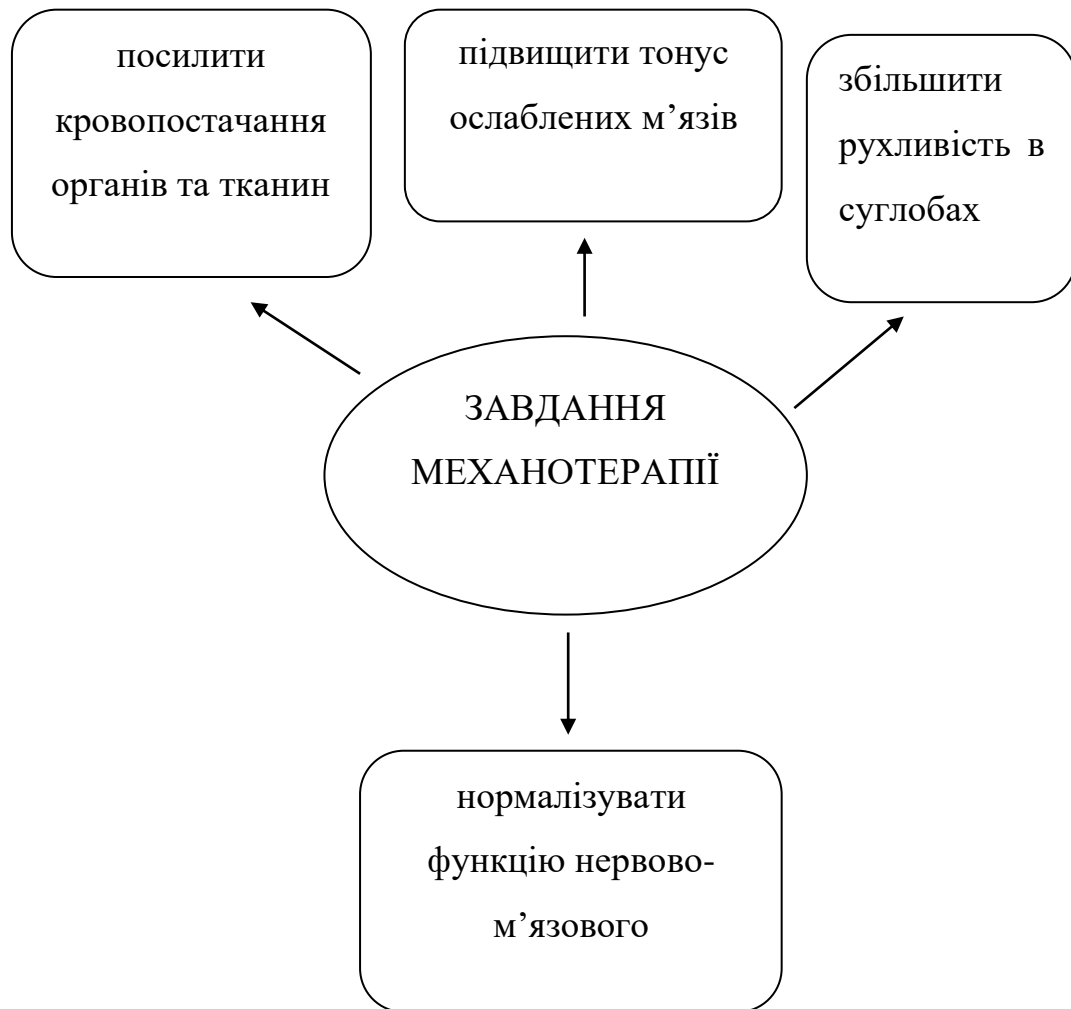 посилити
кровопостачання
органів та тканин
підвищити тонус
ослаблених м’язів
збільшити
рухливість в
суглобах
ЗАВДАННЯ
МЕХАНОТЕРАПІЇ
нормалізувати
функцію нервово-
м’язового